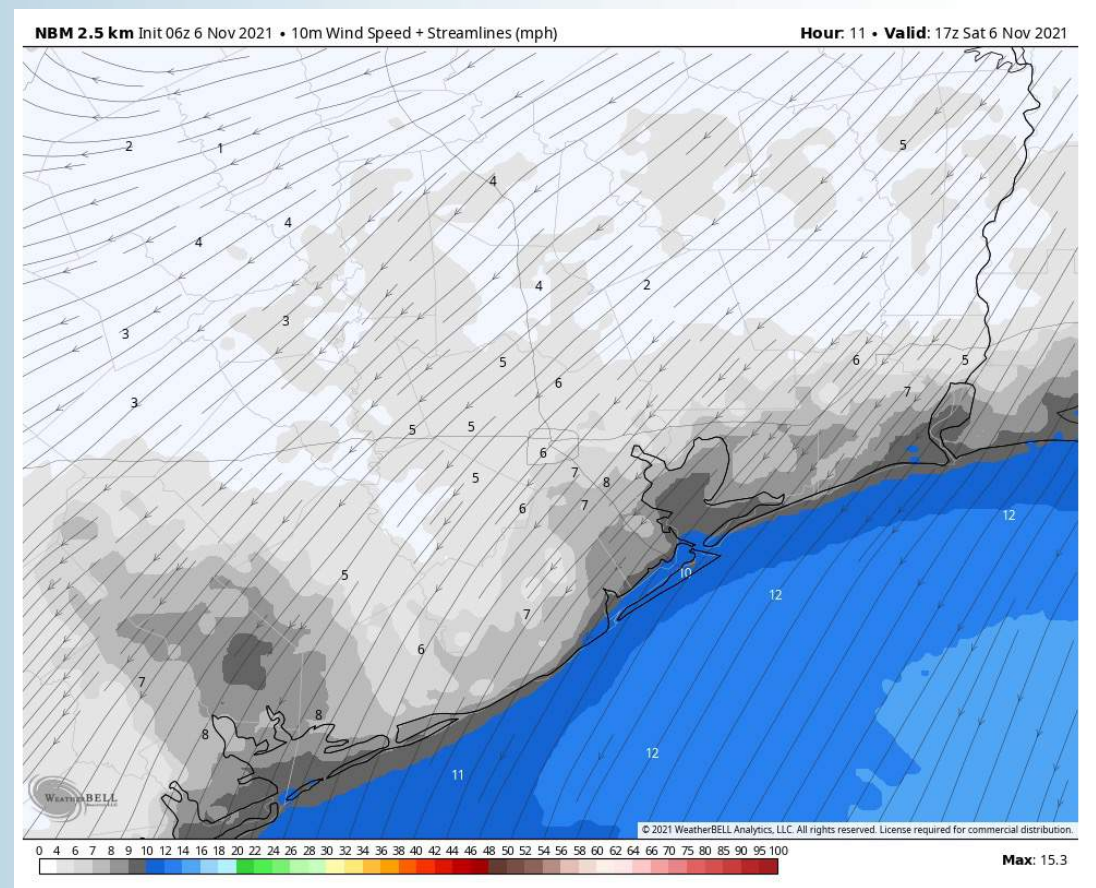 NBM 2.5 km Init 06z 6 Nov 2021 • 10m Wind Speed + Streamlines (mph) Hour: 11 • Valid: 17z Sat 6 Nov 2021
2 1 5
4
4
4
4 2
3 3
5 6 5
6 7
3
5 5
6
5 7 8
6 7
12
10
5 12
7
6
7
8
8
12
11
WEATHERBELL
© 2021 WeatherBELL Analytics, LLC. All rights reserved. License required for commercial distribution.
0 4 6 7 8 9 10 12 14 16 18 20 22 24 26 28 30 32 34 36 38 40 42 44 46 48 50 52 54 56 58 60 62 64 66 70 75 80 85 90 95 100
Max: 15.3